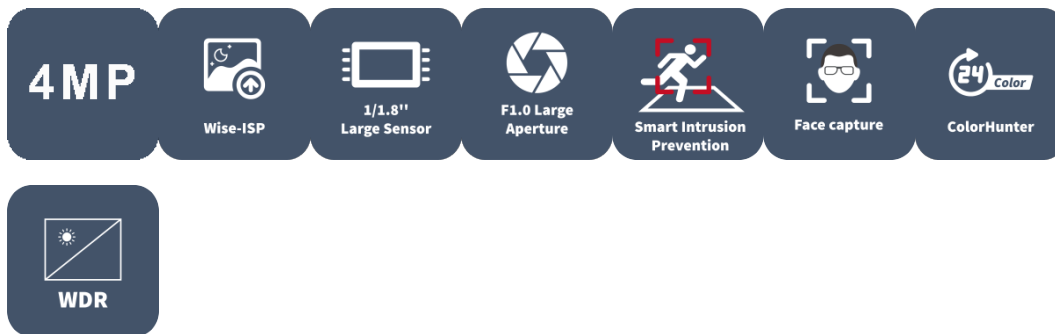 4MP
Wise-ISP
1/1.8''
Large Sensor
F1.0 Large
Aperture
Smart Intrusion
Prevention
Face capture
24 Color
ColorHunter
WDR